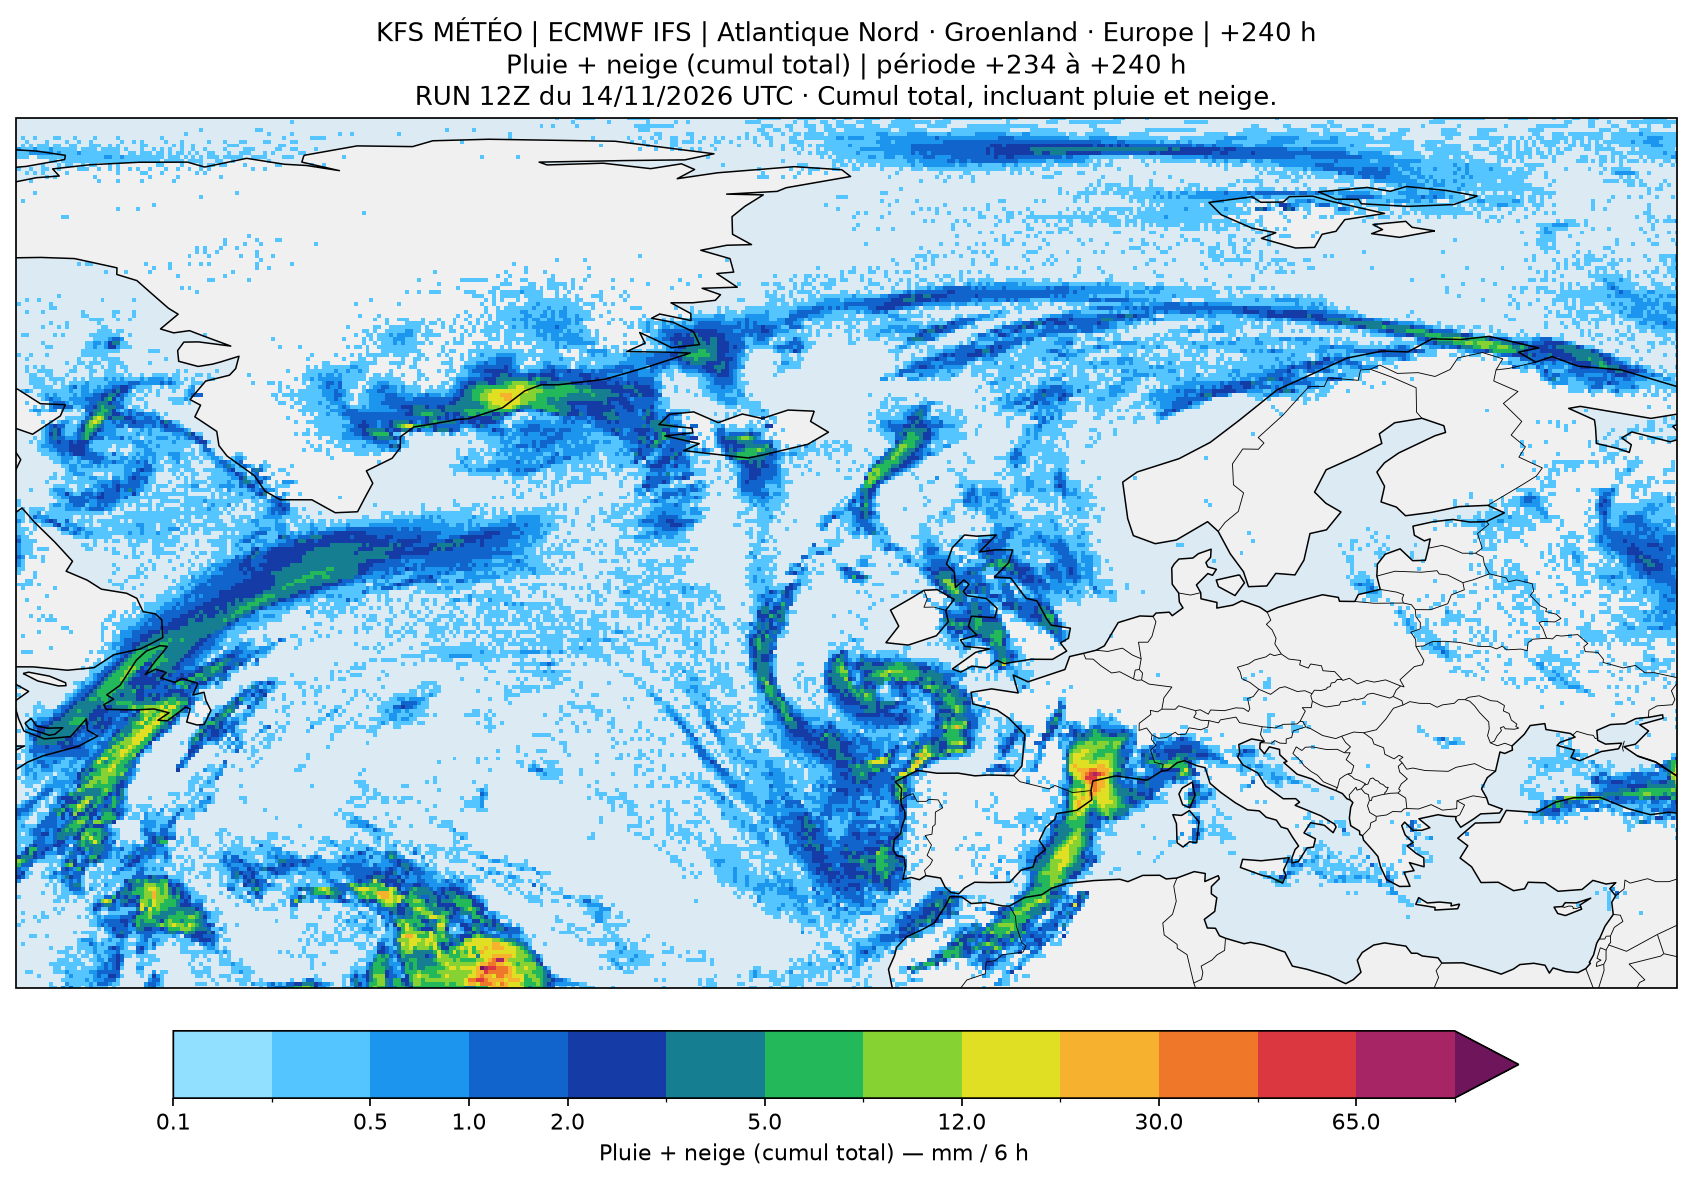 KFS MÉTÉO | ECMWF IFS | Atlantique Nord · Groenland · Europe | +240 h
Pluie + neige (cumul total) | période +234 à +240 h
RUN 12Z du 14/11/2026 UTC · Cumul total, incluant pluie et neige.
0.1 0.5 1.0 2.0 5.0 12.0 30.0 65.0
Pluie + neige (cumul total) — mm / 6 h